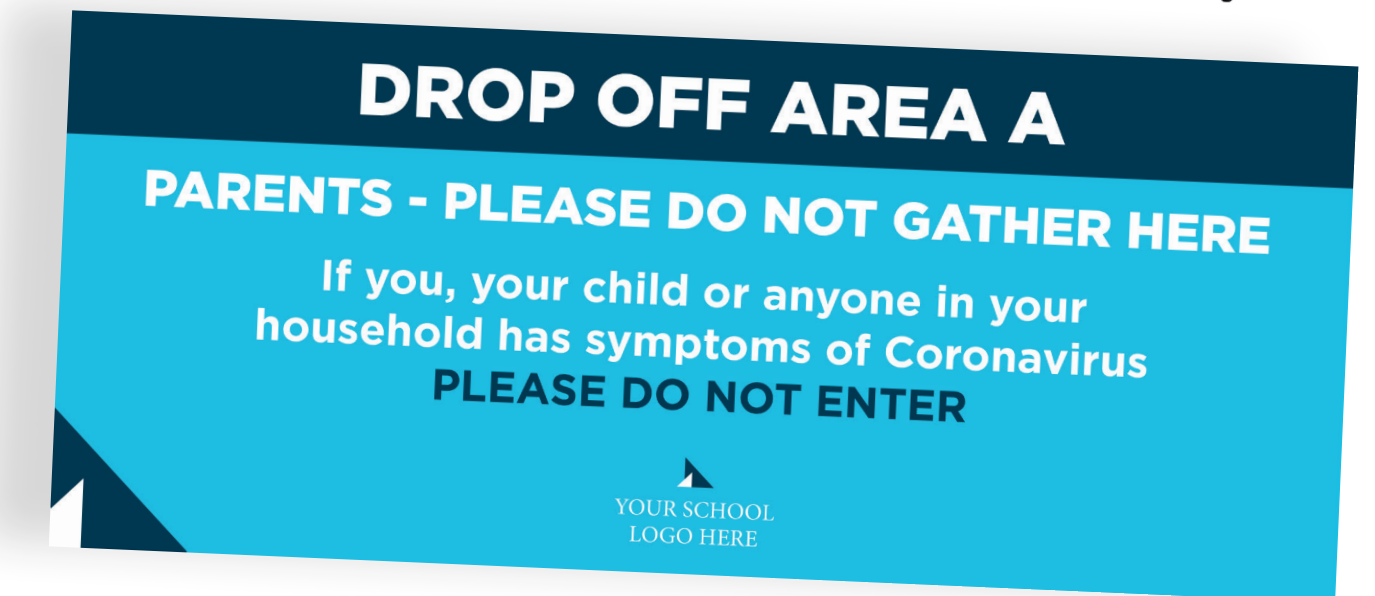 DROP OFF AREA A
PARENTS - PLEASE DO NOT GATHER HERE
If you, your child or anyone in your
household has symptoms of Coronavirus
PLEASE DO NOT ENTER
YOUR SCHOOL
LOGO HERE